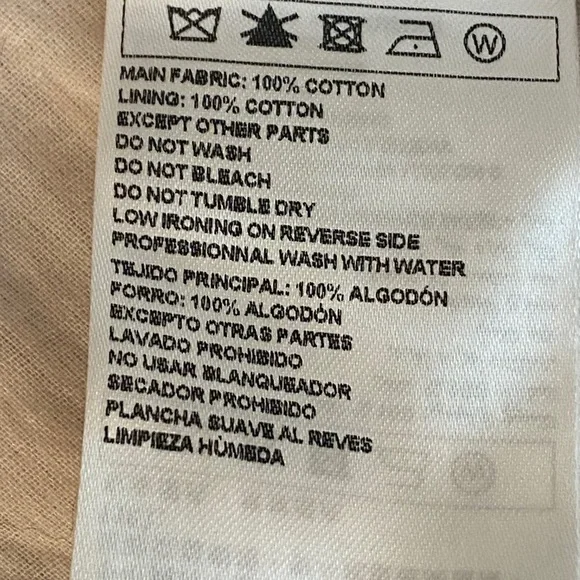 W
MAIN FABRIC: 100% COTTON
LINING: 100% COTTON
EXCEPT OTHER PARTS
DO NOT WASH
DO NOT BLEACH
DO NOT TUMBLE DRY
LOW IRONING ON REVERSE SIDE
PROFESSIONNAL WASH WITH WATER
TEJIDO PRINCIPAL: 100% ALGODÓN
FORRO: 100% ALGODÓN
EXCEPTO OTRAS PARTES
LAVADO PROHIBIDO
NO USAR BLANQUEADOR
SECADOR PROHIBIDO
PLANCHA SUAVE AL REVES
LIMPIEZA HÙMEDA